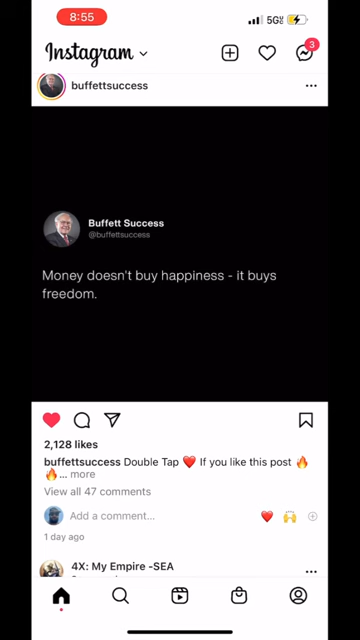 8:55
5G
Instagram
3
buffettsuccess
Buffett Success
@buffettsuccess
Money doesn't buy happiness - it buys
freedom.
2,128 likes
buffettsuccess Double Tap ❤️ If you like this post 🔥
🔥... more
View all 47 comments
Add a comment...
1 day ago
4X: My Empire -SEA